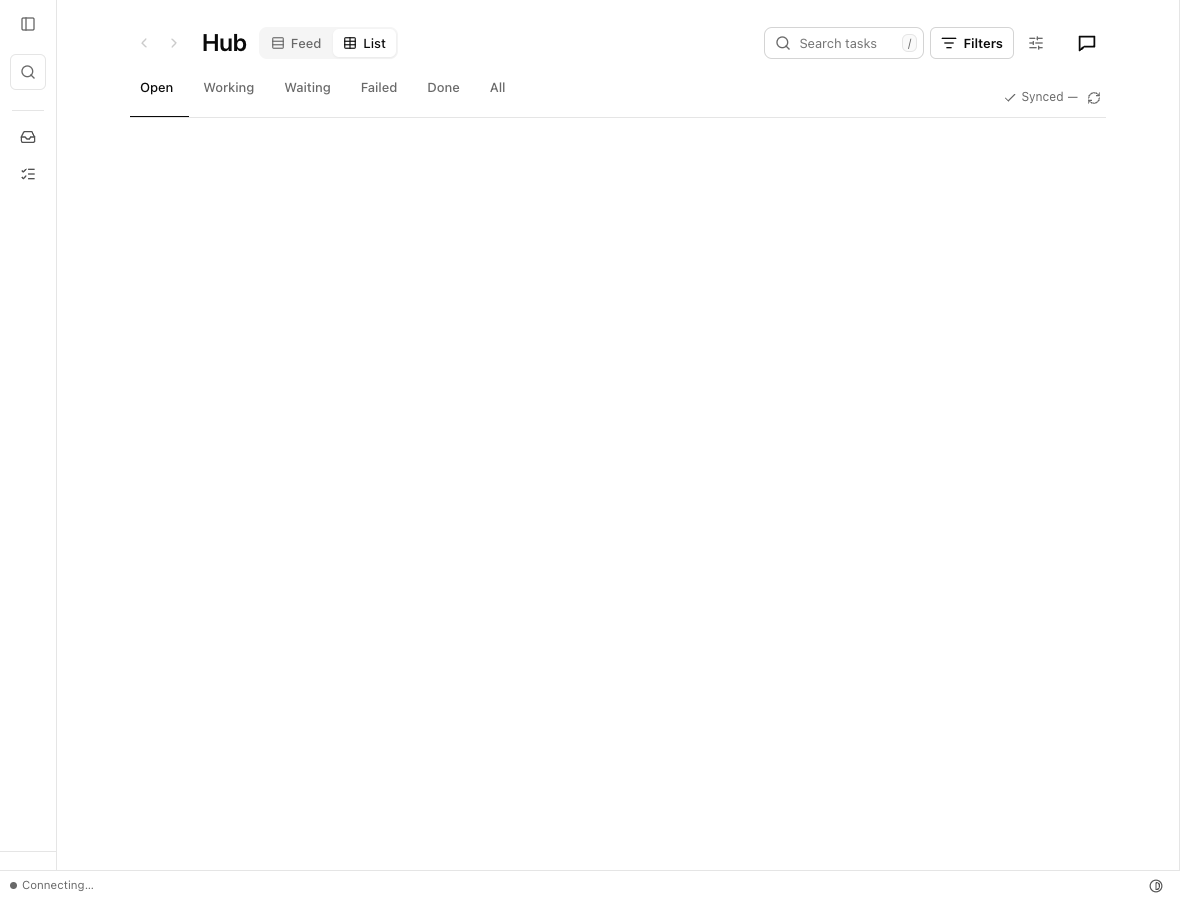 Hub
Feed
List
Search tasks
/
Filters
Open
Working
Waiting
Failed
Done
All
Synced —
Connecting...